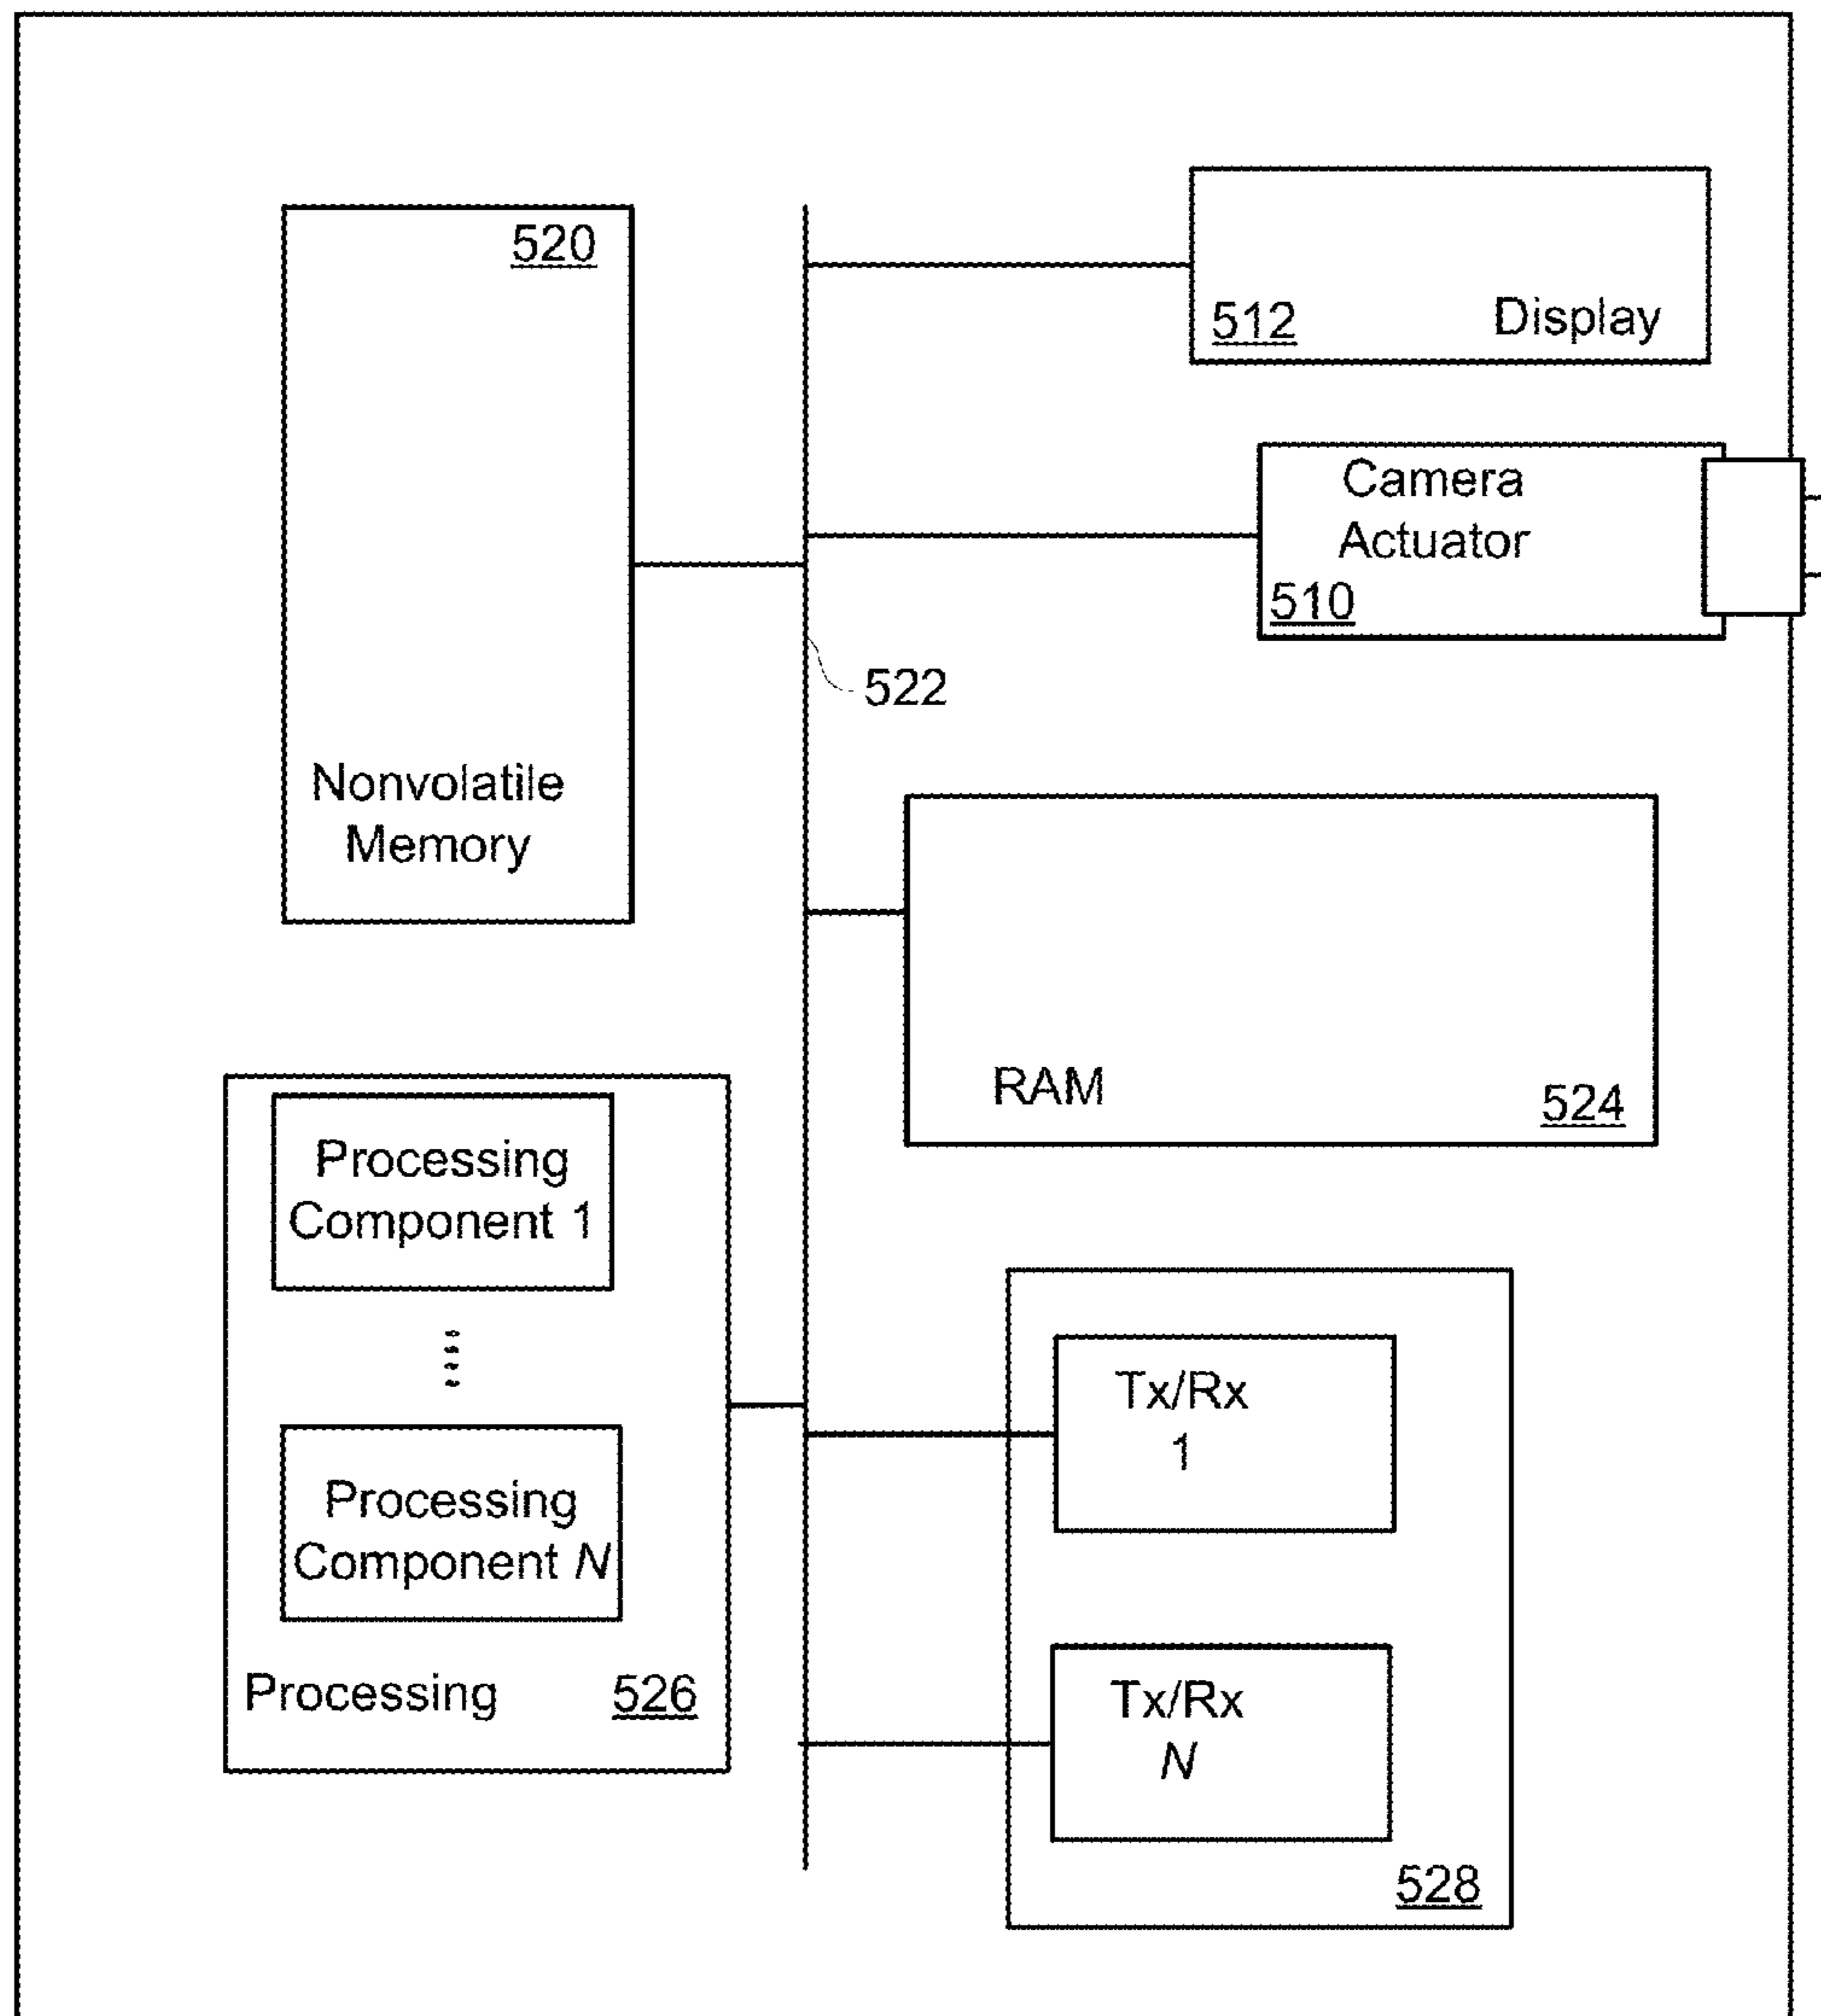 520
512
Display
Camera
Actuator
510
522
Nonvolatile
Memory
RAM
524
Processing
Component 1
Processing
Component N
Processing
526
Tx/Rx
1
Tx/Rx
N
528